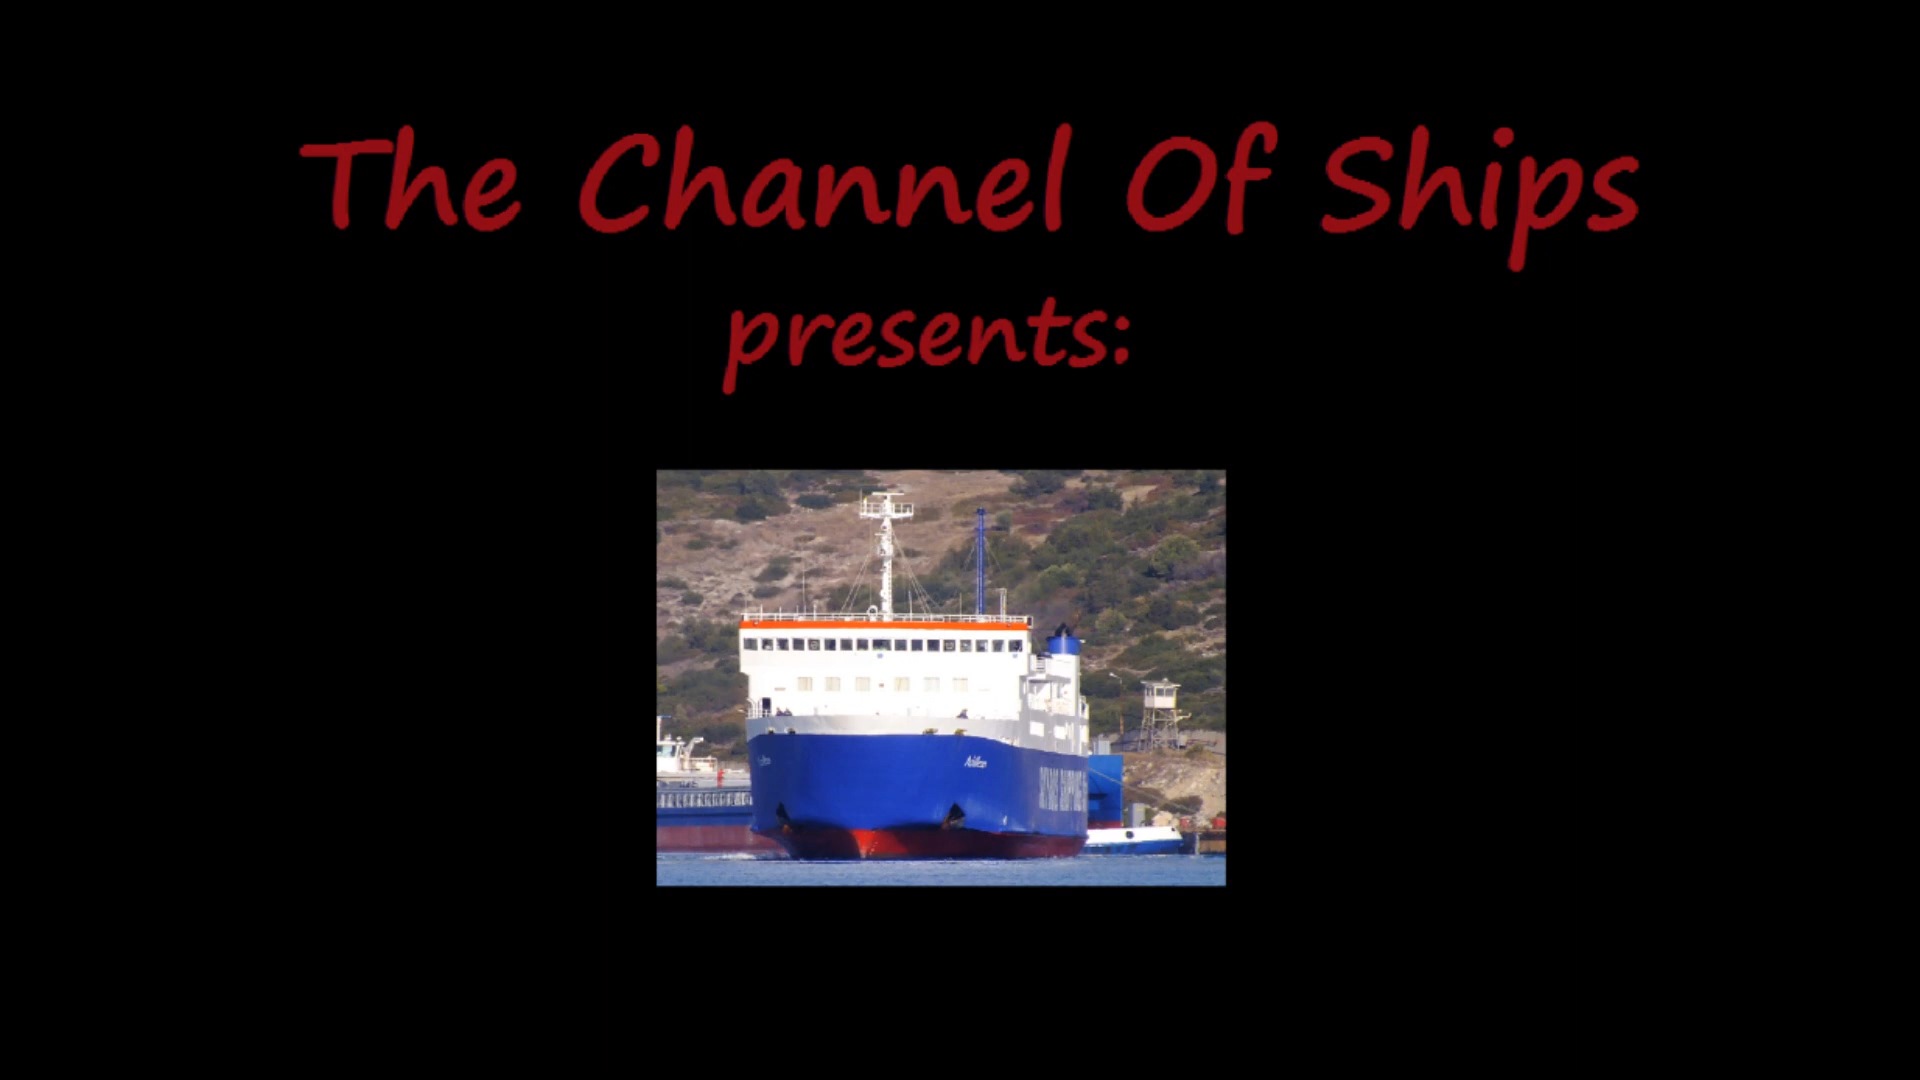 The Channel Of Ships
presents: